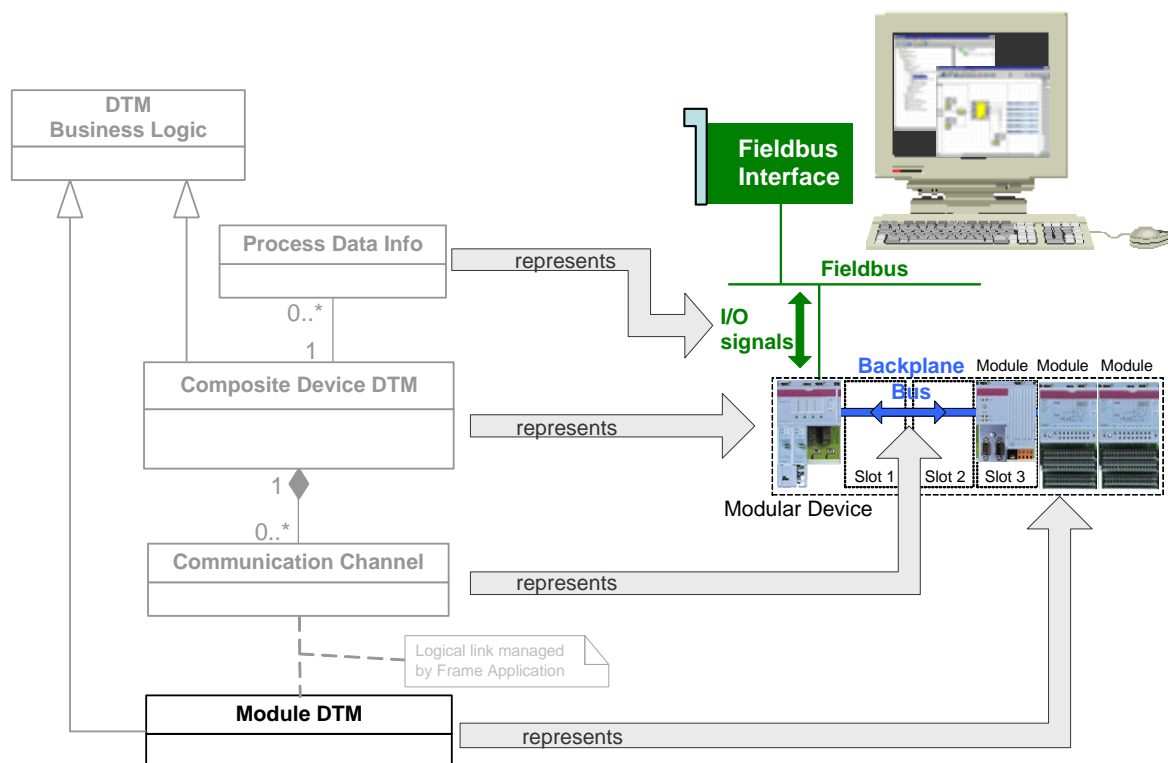 DTM
Business Logic
Fieldbus
Interface
Process Data Info
represents
Fieldbus
0..*
I/O
signals
1
Composite Device DTM
Backplane
Bus
Module
Module
Module
represents
Slot 1
Slot 2
Slot 3
1
Modular Device
0..*
Communication Channel
represents
Logical link managed
by Frame Application
Module DTM
represents